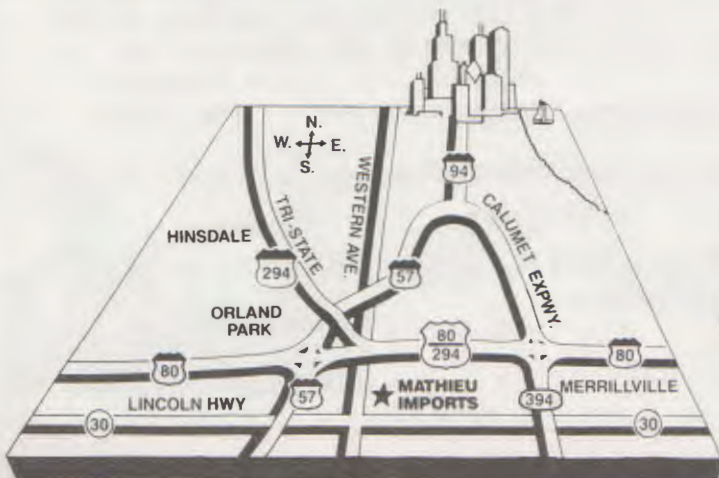 N.
W. E.
S.
94
WESTERN AVE.
TRI-STATE
CALUMET EXPWY.
HINSDALE
294
57
ORLAND
PARK
80
294
80
80
MATHIEU
IMPORTS
MERRILLVILLE
LINCOLN HWY
57
394
30
30